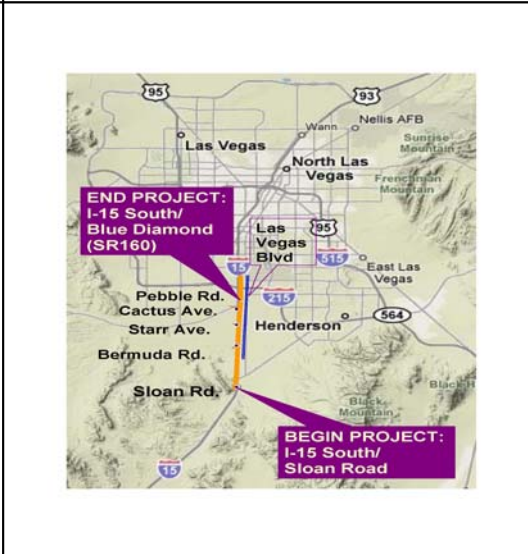 95
93
Wann
Nellis AFB
Las Vegas
Sunrise
Mountain
North Las
Vegas
Frenchman
Mountain
END PROJECT:
I-15 South/
Blue Diamond
(SR160)
Las
Vegas
Blvd
95
15
515
East Las
Vegas
215
Pebble Rd.
Cactus Ave.
Starr Ave.
Henderson
564
Bermuda Rd.
Sloan Rd.
Black H
Black
Mountain
BEGIN PROJECT:
I-15 South/
Sloan Road
15